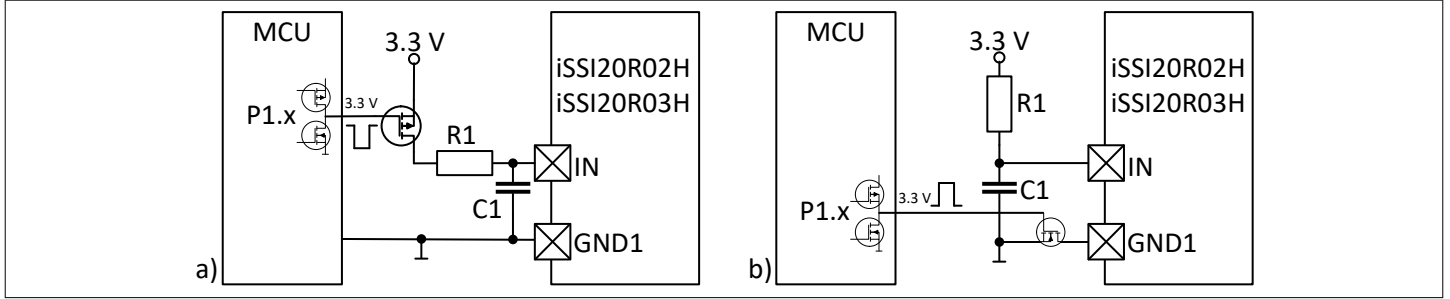 MCU
3.3 V
iSSI20R02H
iSSI20R03H
P1.x
3.3 V
R1
IN
C1
GND1
a)
MCU
3.3 V
iSSI20R02H
iSSI20R03H
R1
IN
C1
3.3 V
P1.x
GND1
b)